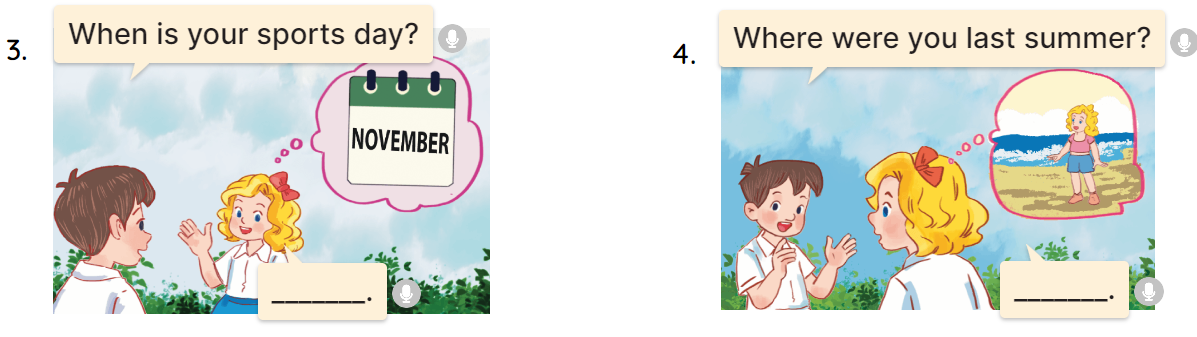 3.
When is your sports day?
NOVEMBER
_______.
4.
Where were you last summer?
_______.